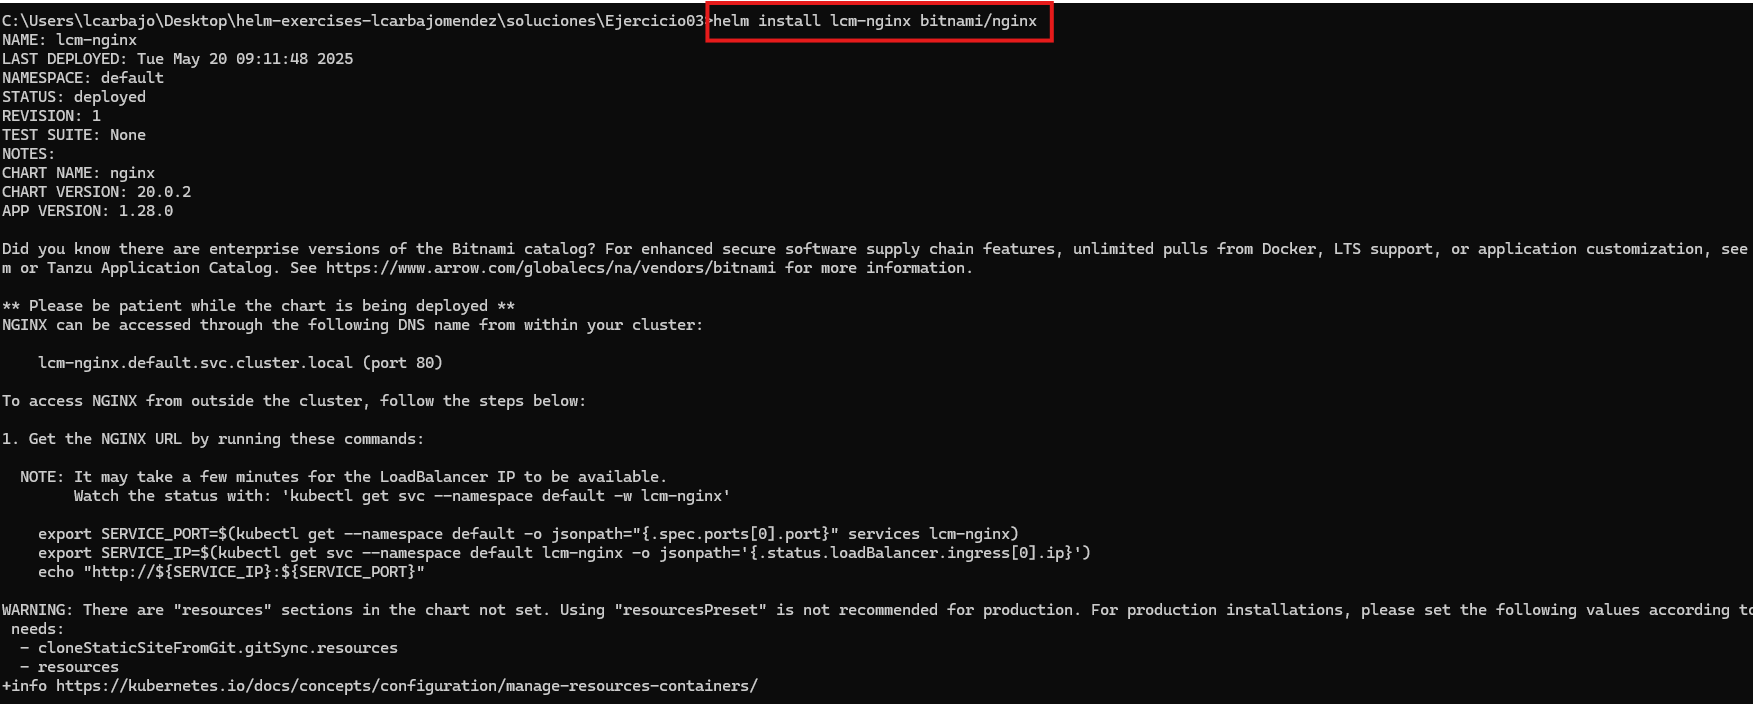 C:\Users\lcarbajo\Desktop\helm-exercises-lcarbajomendez\soluciones\Ejercicio03>helm install lcm-nginx bitnami/nginx
NAME: lcm-nginx
LAST DEPLOYED: Tue May 20 09:11:48 2025
NAMESPACE: default
STATUS: deployed
REVISION: 1
TEST SUITE: None
NOTES:
CHART NAME: nginx
CHART VERSION: 20.0.2
APP VERSION: 1.28.0
Did you know there are enterprise versions of the Bitnami catalog? For enhanced secure software supply chain features, unlimited pulls from Docker, LTS support, or application customization, see
m or Tanzu Application Catalog. See https://www.arrow.com/globalecs/na/vendors/bitnami for more information.
** Please be patient while the chart is being deployed **
NGINX can be accessed through the following DNS name from within your cluster:
lcm-nginx.default.svc.cluster.local (port 80)
To access NGINX from outside the cluster, follow the steps below:
1. Get the NGINX URL by running these commands:
NOTE: It may take a few minutes for the LoadBalancer IP to be available.
Watch the status with: 'kubectl get svc --namespace default -w lcm-nginx'
export SERVICE_PORT=$(kubectl get --namespace default -o jsonpath="{.spec.ports[0].port}" services lcm-nginx)
export SERVICE_IP=$(kubectl get svc --namespace default lcm-nginx -o jsonpath='{.status.loadBalancer.ingress[0].ip}')
echo "http://${SERVICE_IP}:${SERVICE_PORT}"
WARNING: There are "resources" sections in the chart not set. Using "resourcesPreset" is not recommended for production. For production installations, please set the following values according to
needs:
- cloneStaticSiteFromGit.gitSync.resources
- resources
+info https://kubernetes.io/docs/concepts/configuration/manage-resources-containers/